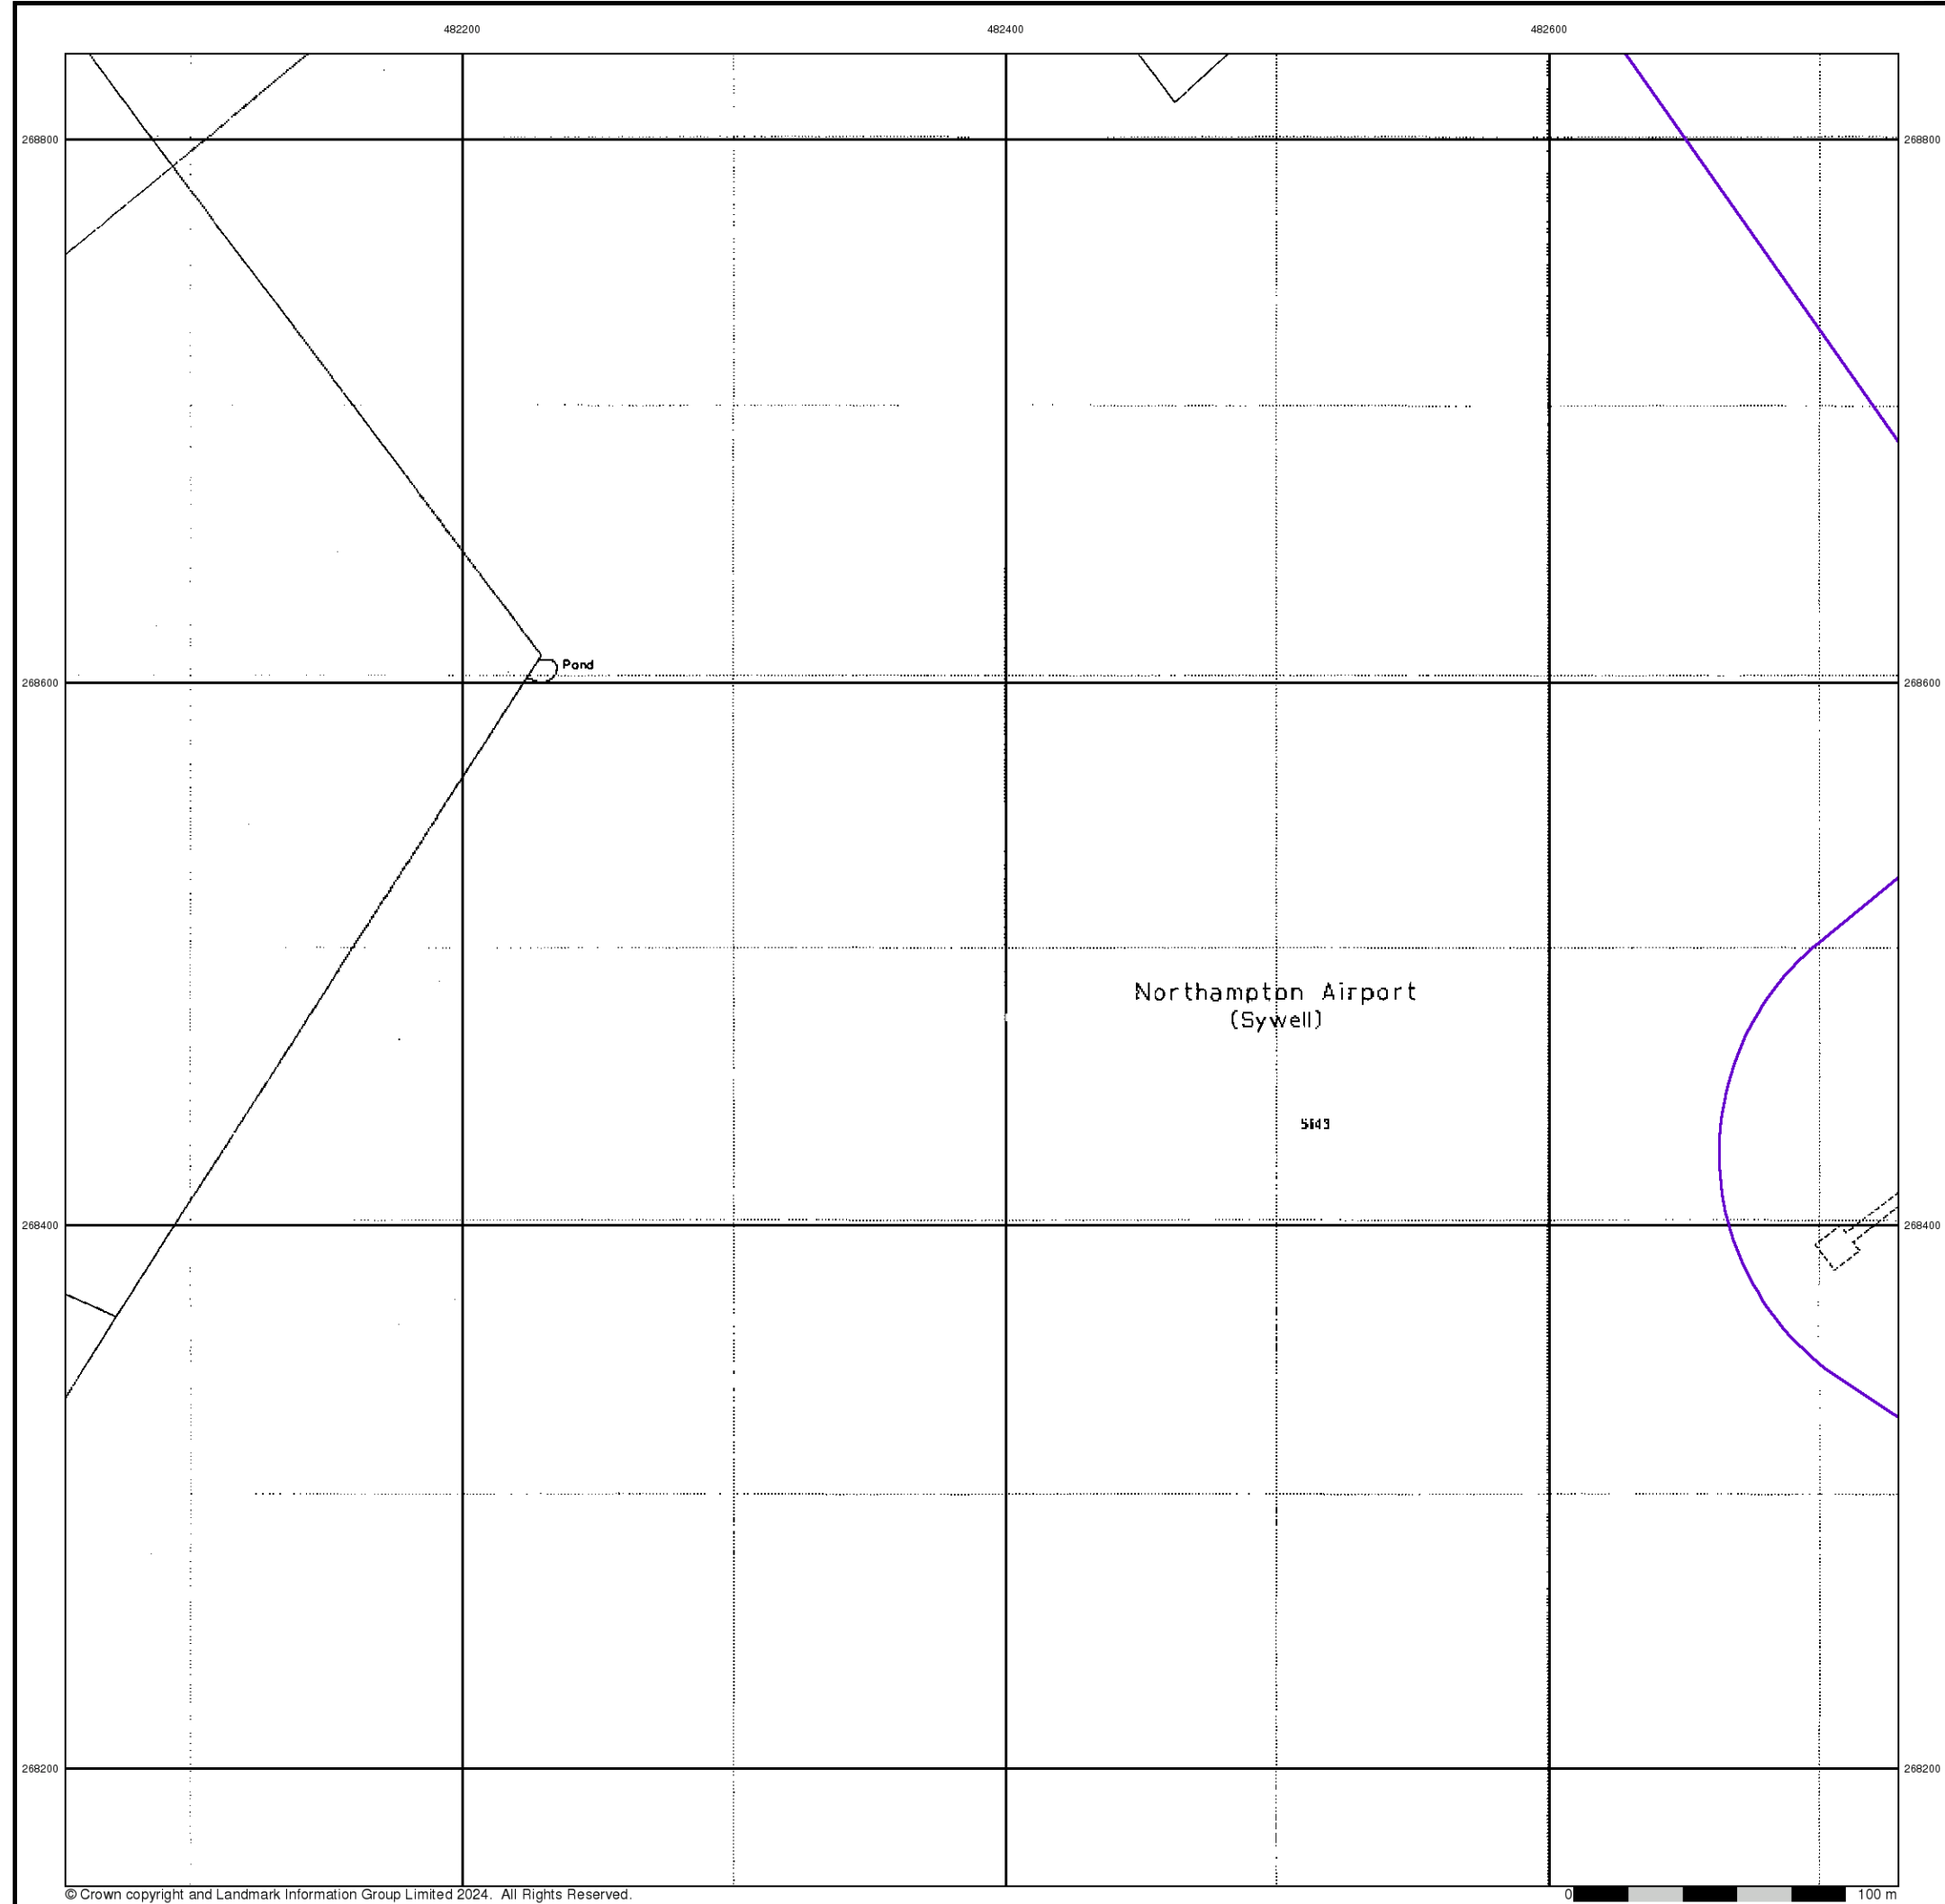 482200 482400 482600
268800 268800
Pond
268600 268600
Northampton Airport
(Sywell)
268400 268400
268200 268200
© Crown copyright and Landmark Information Group Limited 2024. All Rights Reserved.
0 100 m